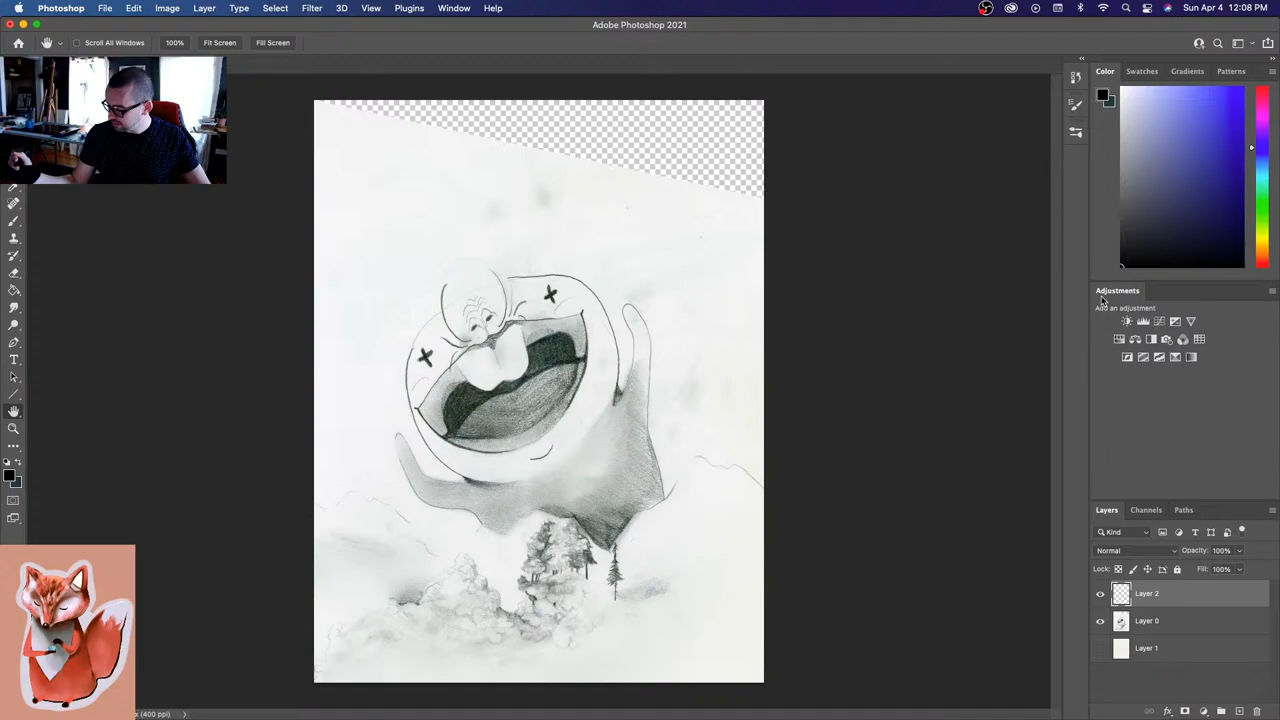 Photoshop File Edit Image Layer Type Select Filter 3D View Plugins Window Help Sun Apr 4 12:08 PM
Adobe Photoshop 2021
Scroll All Windows 100% Fit Screen Fill Screen
Color Swatches Gradients Patterns
Adjustments
Add an adjustment
Layers Channels Paths
Kind
Normal Opacity: 100%
Lock: Fill: 100%
Layer 2
Layer 0
Layer 1
(400 ppi)